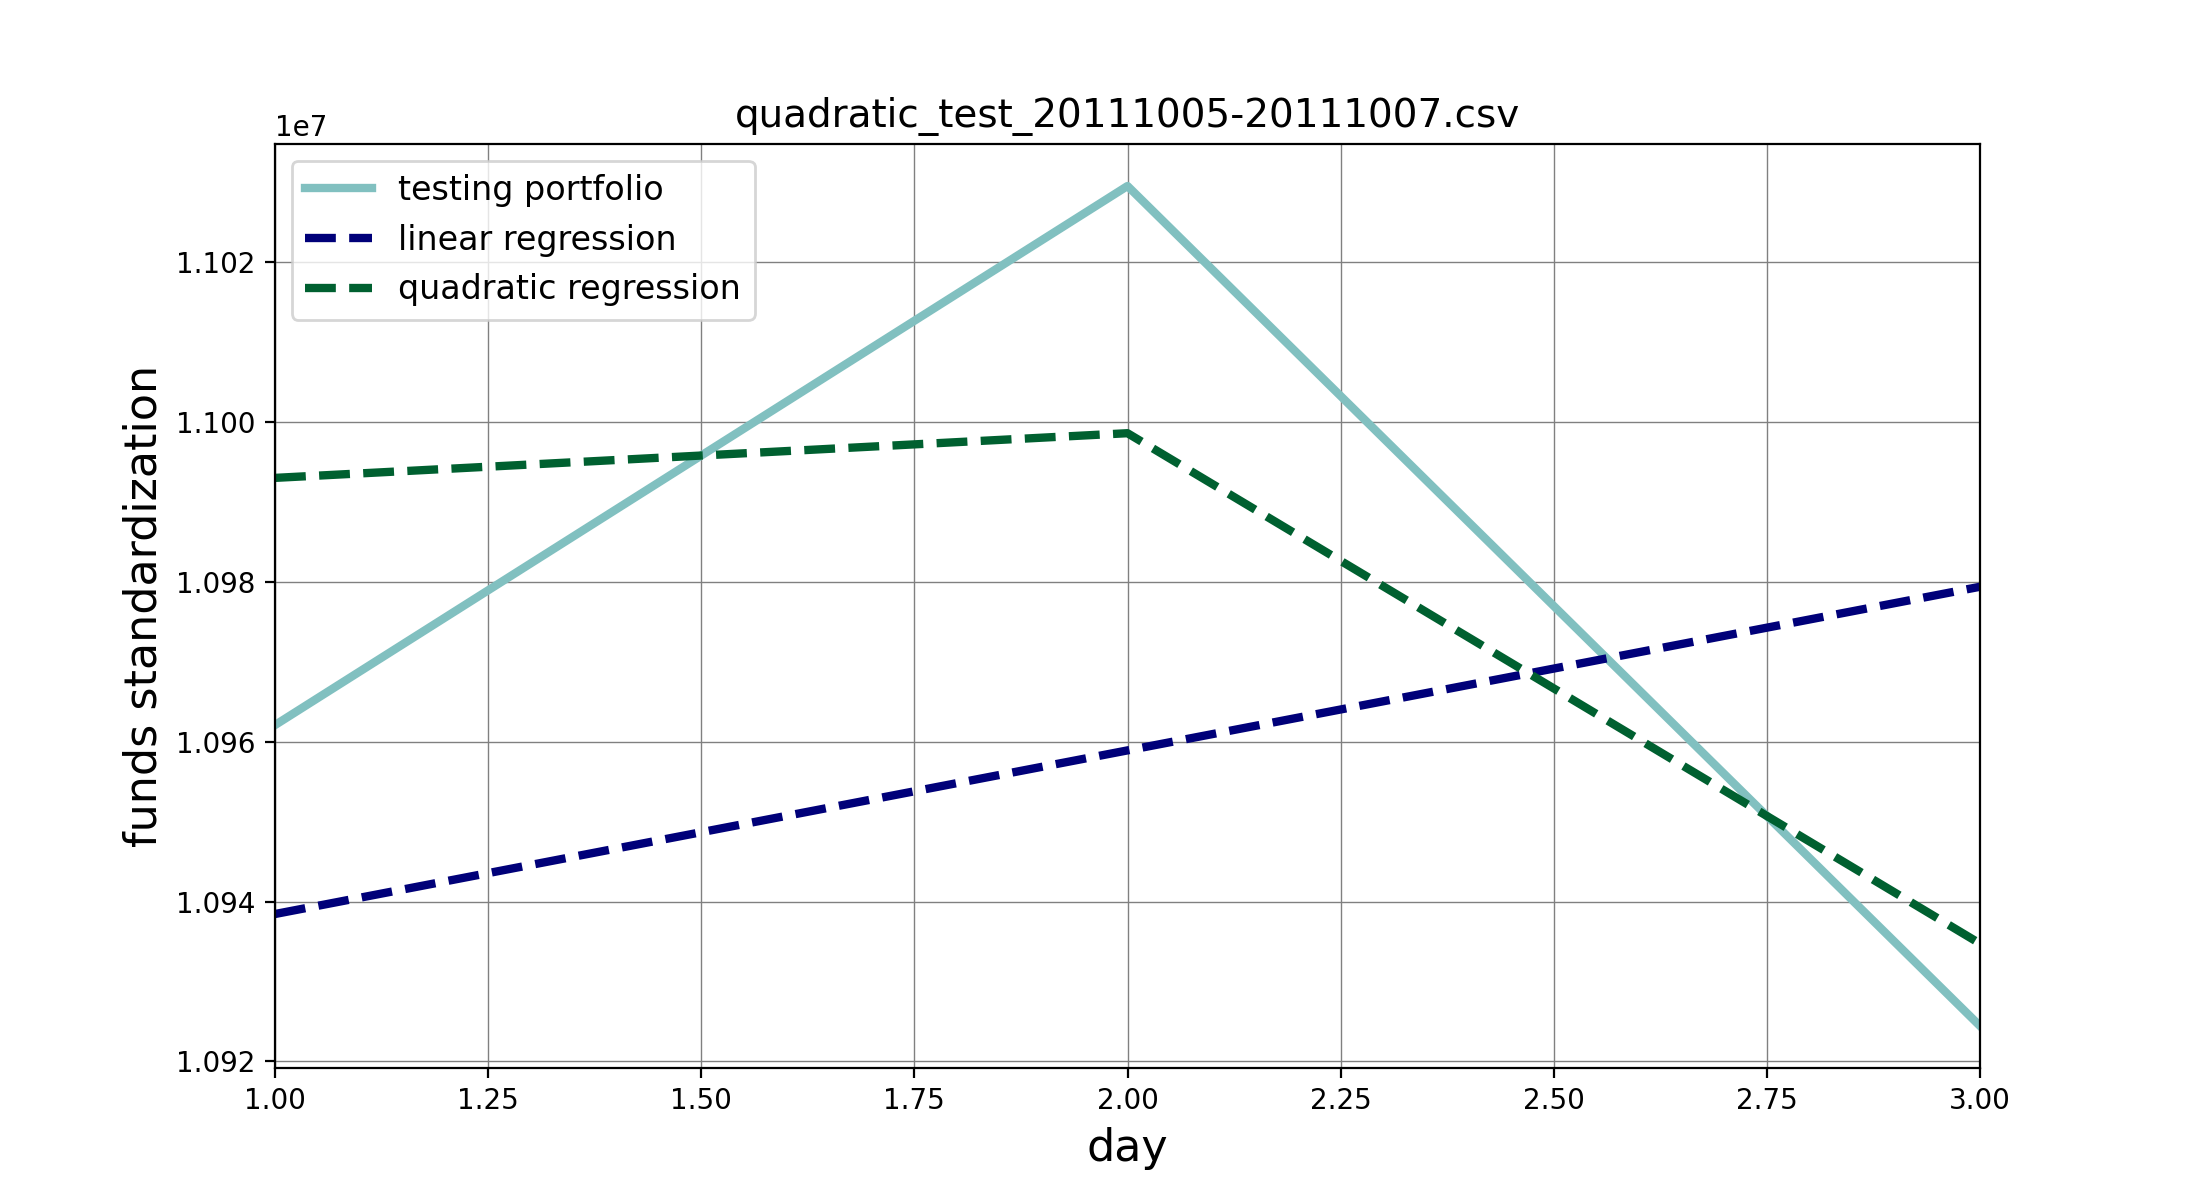 quadratic_test_20111005-20111007.csv
1e7
testing portfolio
linear regression
quadratic regression
funds standardization
1.102
1.100
1.098
1.096
1.094
1.092
1.00 1.25 1.50 1.75 2.00 2.25 2.50 2.75 3.00
day